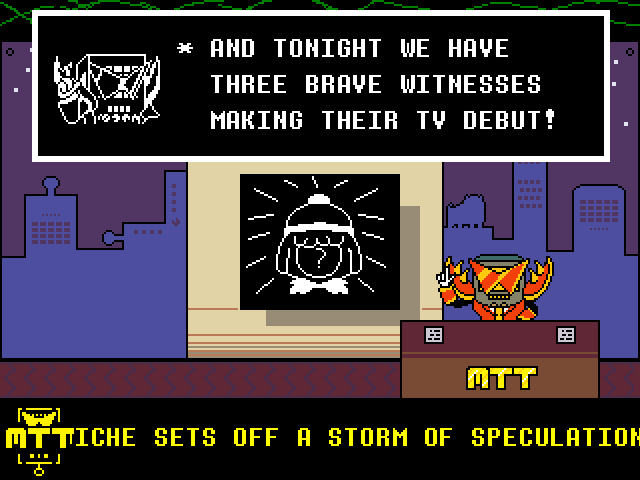 * AND TONIGHT WE HAVE
THREE BRAVE WITNESSES
MAKING THEIR TV DEBUT!
?
MTT
MTT
ICHE SETS OFF A STORM OF SPECULATION